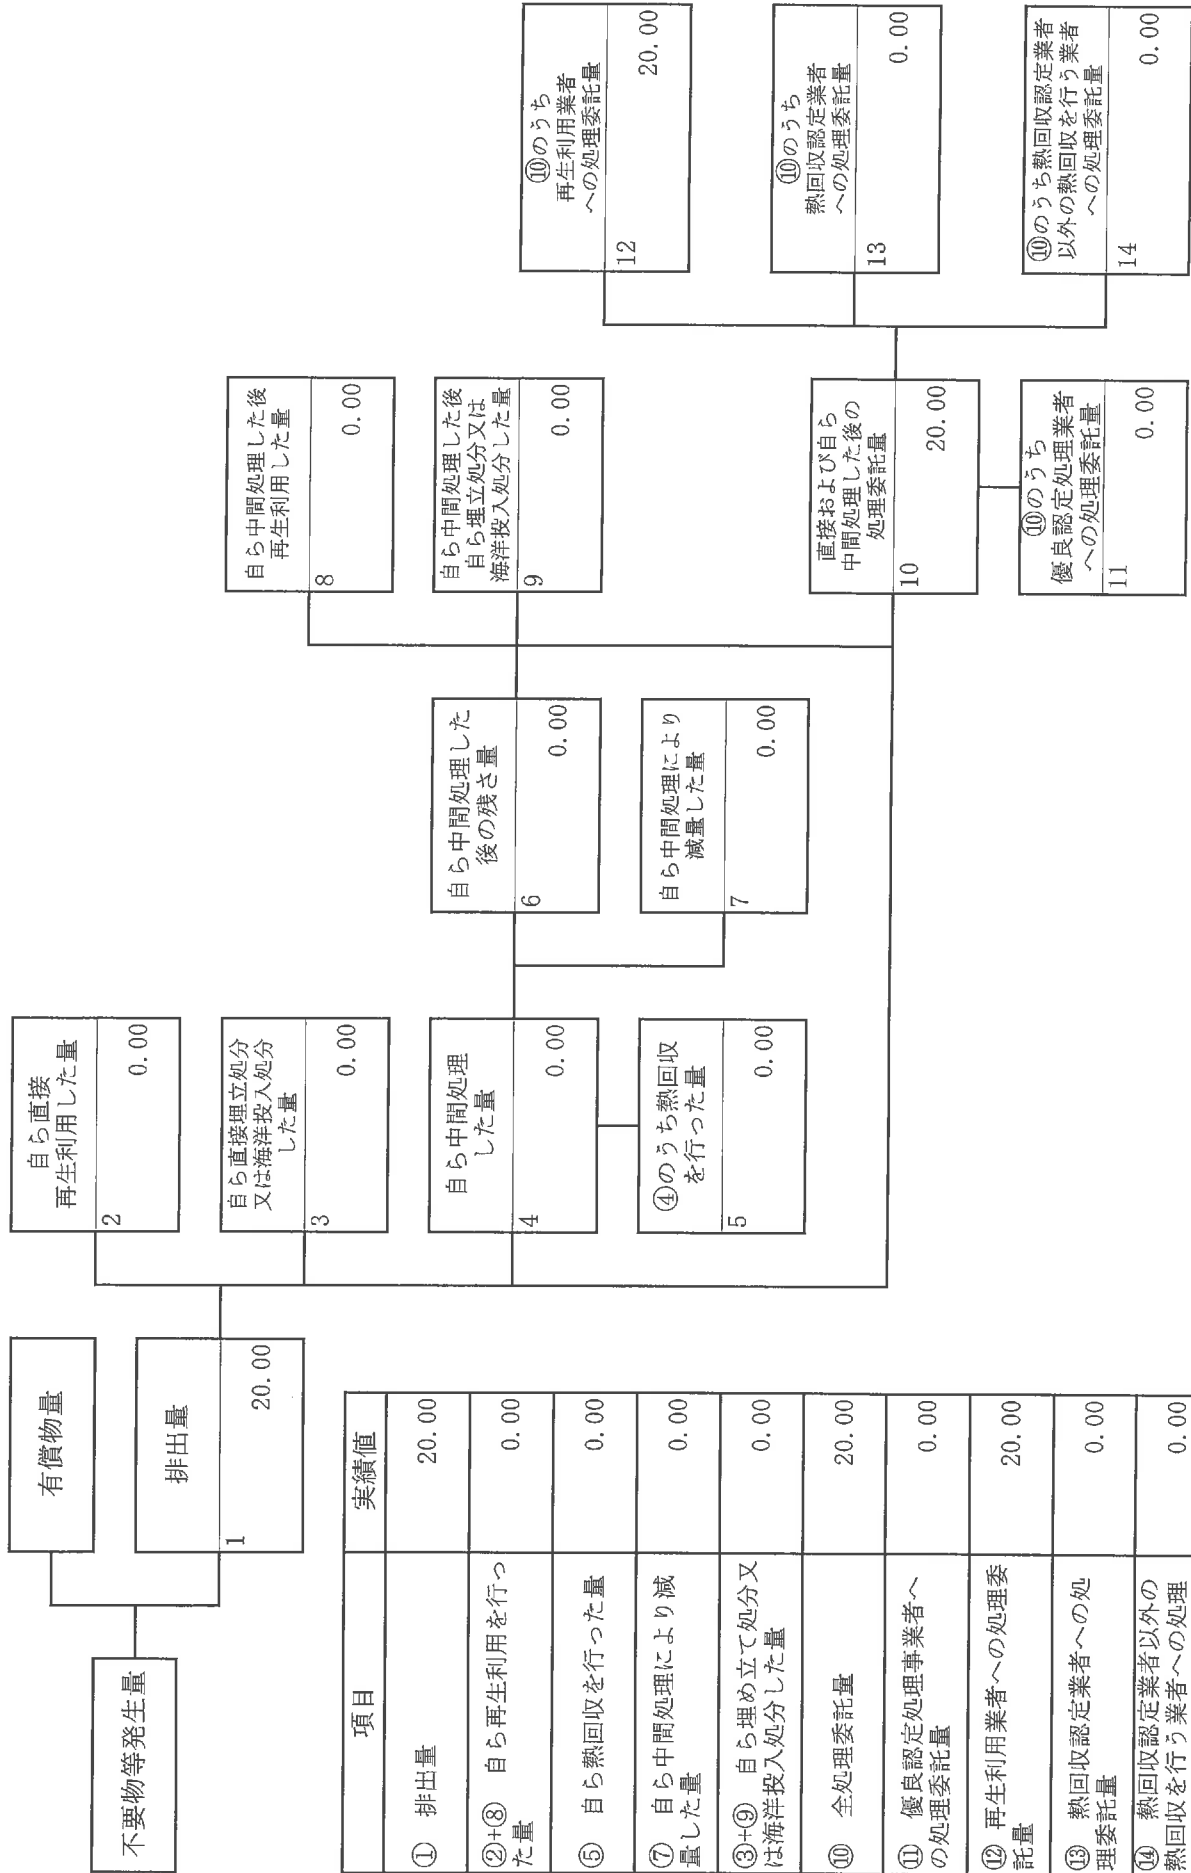 不要物等発生量
有償物量
排出量
1
20.00
自ら直接
再生利用した量
2
0.00
自ら直接埋立処分
又は海洋投入処分
した量
3
0.00
自ら中間処理
した量
4
0.00
④のうち熱回収
を行った量
5
0.00
自ら中間処理した
後の残さ量
6
0.00
自ら中間処理により
減量した量
7
0.00
自ら中間処理した後
再生利用した量
8
0.00
自ら中間処理した後
自ら埋立処分又は
海洋投入処分した量
9
0.00
直接および自ら
中間処理した後の
処理委託量
10
20.00
⑩のうち
優良認定処理業者
への処理委託量
11
0.00
⑩のうち
再生利用業者
への処理委託量
12
20.00
⑩のうち
熱回収認定業者
への処理委託量
13
0.00
⑩のうち熱回収認定業者
以外の熱回収を行う業者
への処理委託量
14
0.00
項目 実績値
① 排出量 20.00
②+⑧ 自ら再生利用を行っ
た量 0.00
⑤ 自ら熱回収を行った量 0.00
⑦ 自ら中間処理により減
量した量 0.00
③+⑨ 自ら埋め立て処分又
は海洋投入処分した量 0.00
⑩ 全処理委託量 20.00
⑪ 優良認定処理事業者へ
の処理委託量 0.00
⑫ 再生利用業者への処理委
託量 20.00
⑬ 熱回収認定業者への処
理委託量 0.00
⑭ 熱回収認定業者以外の
熱回収を行う業者への処理 0.00